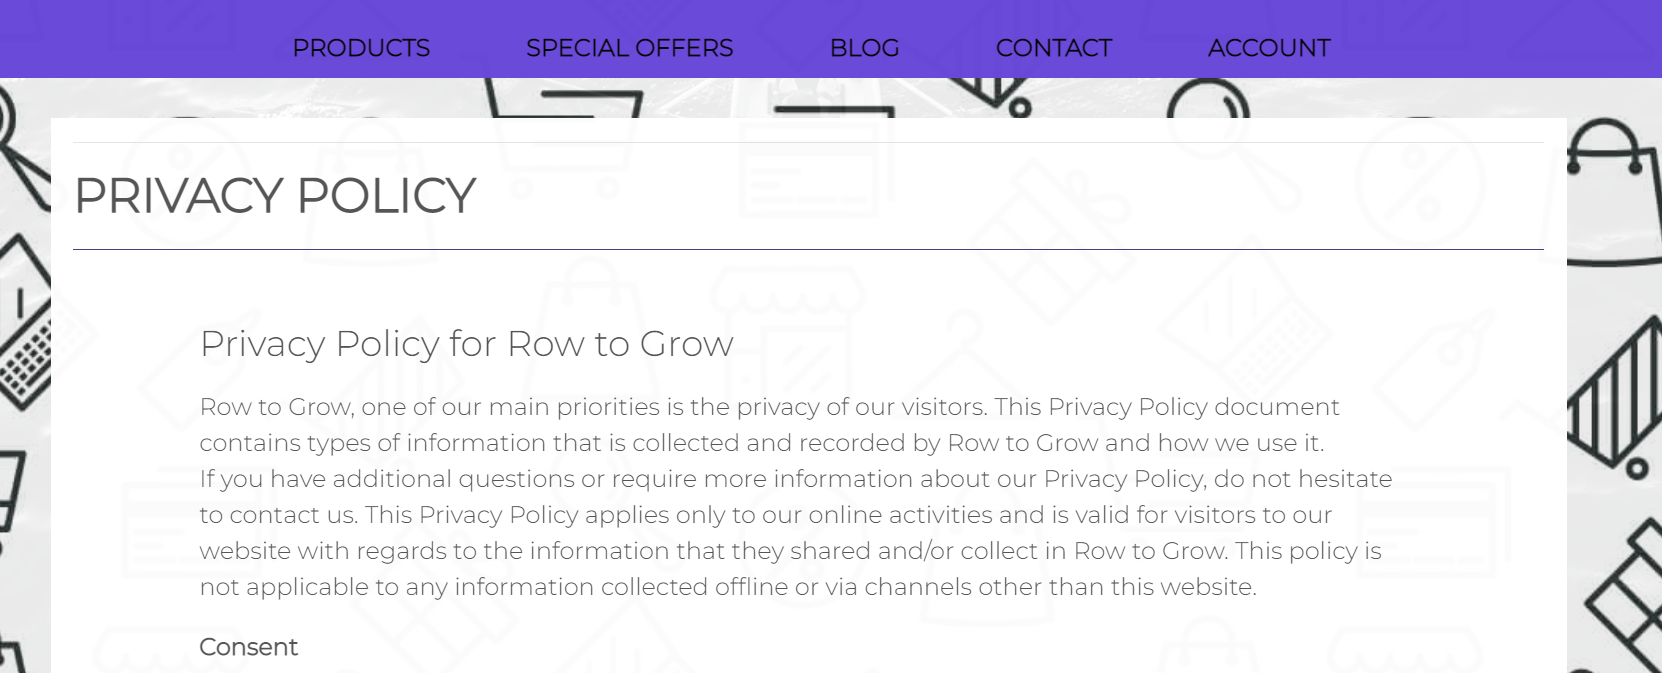 PRODUCTS SPECIAL OFFERS BLOG CONTACT ACCOUNT
PRIVACY POLICY
Privacy Policy for Row to Grow
Row to Grow, one of our main priorities is the privacy of our visitors. This Privacy Policy document
contains types of information that is collected and recorded by Row to Grow and how we use it.
If you have additional questions or require more information about our Privacy Policy, do not hesitate
to contact us. This Privacy Policy applies only to our online activities and is valid for visitors to our
website with regards to the information that they shared and/or collect in Row to Grow. This policy is
not applicable to any information collected offline or via channels other than this website.
Consent